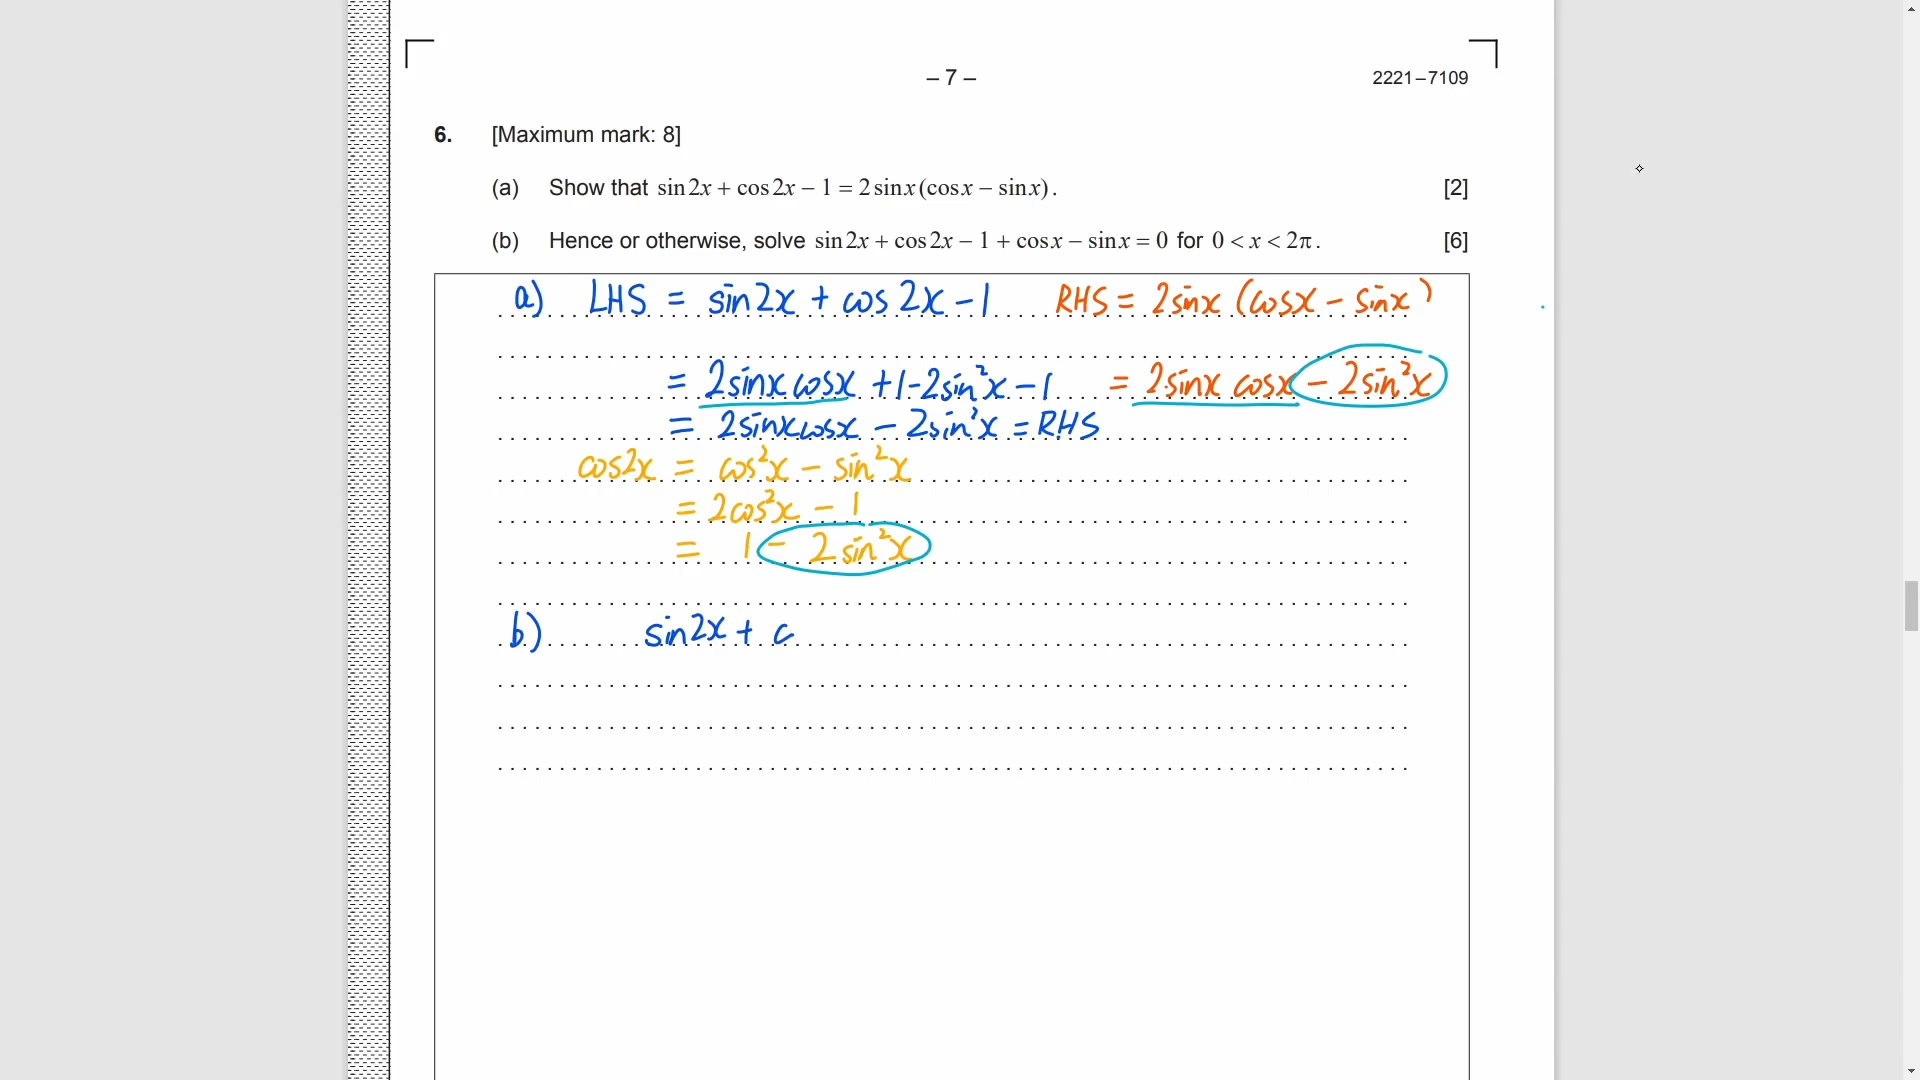 – 7 –
2221 – 7109
6. [Maximum mark: 8]
(a) Show that sin 2x + cos 2x − 1 = 2 sin x (cos x − sin x). [2]
(b) Hence or otherwise, solve sin 2x + cos 2x − 1 + cos x − sin x = 0 for 0 < x < 2π. [6]
a) LHS = sin2x + cos 2x − 1 RHS = 2sinx (cosx − sinx)
= 2sinx cosx + 1 - 2sin²x − 1 = 2sinx cosx − 2sin²x
= 2sinxcosx − 2sin²x = RHS
cos2x = cos²x − sin²x
= 2cos²x − 1
= 1 − 2 sin²x
b) sin2x + c